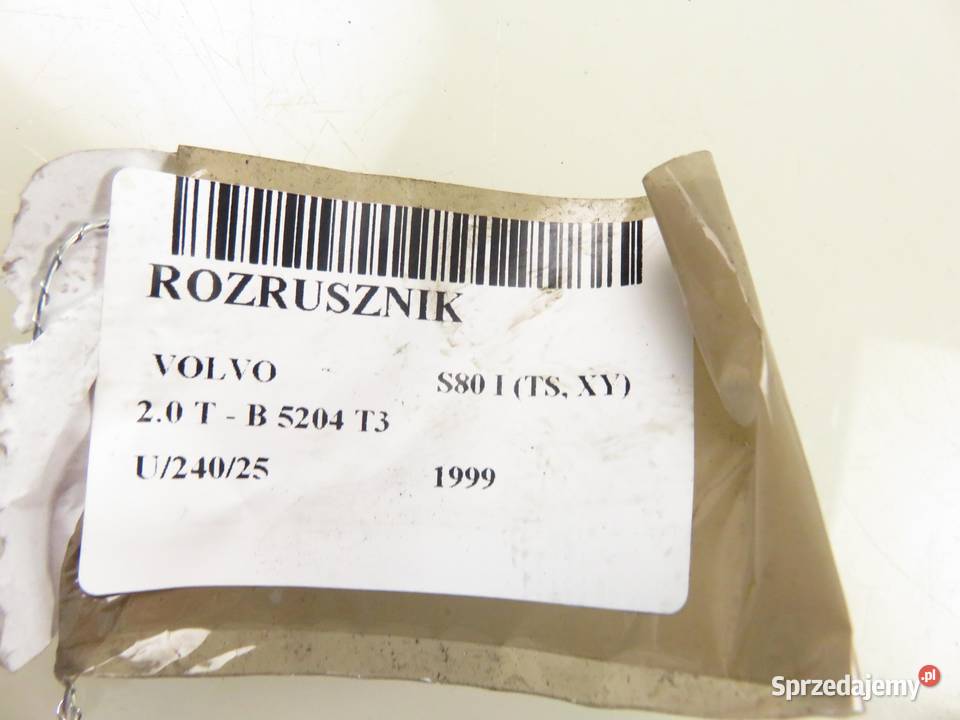 ROZRUSZNIK
VOLVO S80 I (TS, XY)
2.0 T - B 5204 T3
U/240/25 1999
Sprzedajemy.pl